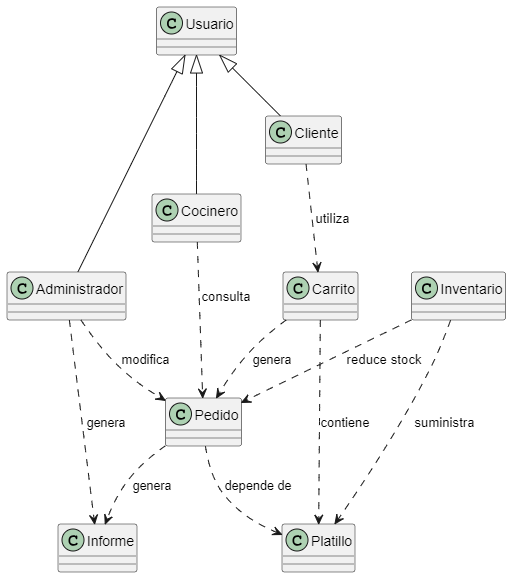 C Usuario
C Cliente
utiliza
C Cocinero
C Administrador
consulta
C Carrito
C Inventario
modifica
genera
reduce stock
C Pedido
genera
contiene
suministra
genera
depende de
C Informe
C Platillo